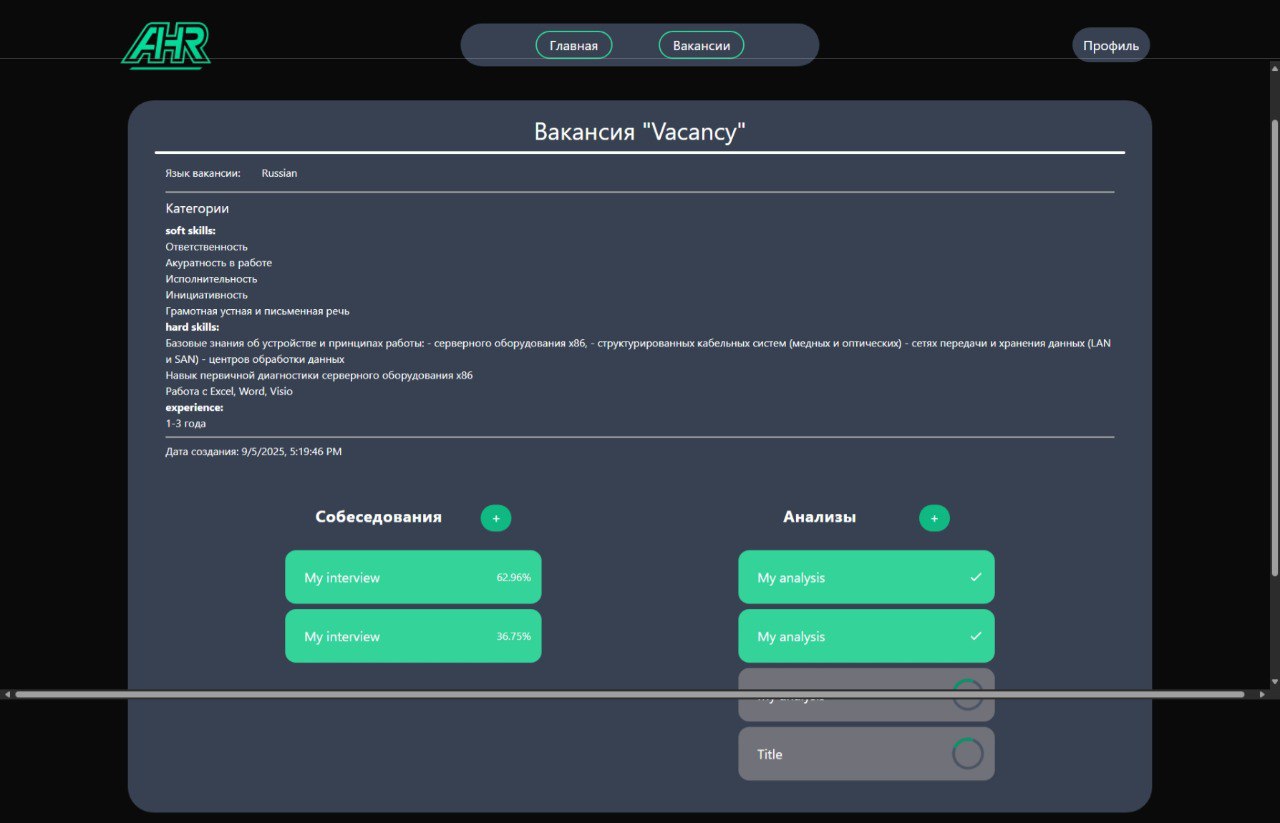 AHR
Главная
Вакансии
Профиль
Вакансия "Vacancy"
Язык вакансии: Russian
Категории
soft skills:
Ответственность
Акуратность в работе
Исполнительность
Инициативность
Грамотная устная и письменная речь
hard skills:
Базовые знания об устройстве и принципах работы: - серверного оборудования x86, - структурированных кабельных систем (медных и оптических) - сетях передачи и хранения данных (LAN
и SAN) - центров обработки данных
Навык первичной диагностики серверного оборудования x86
Работа с Excel, Word, Visio
experience:
1-3 года
Дата создания: 9/5/2025, 5:19:46 PM
Собеседования +
My interview 62.96%
My interview 36.75%
Анализы +
My analysis
My analysis
My analysis
Title